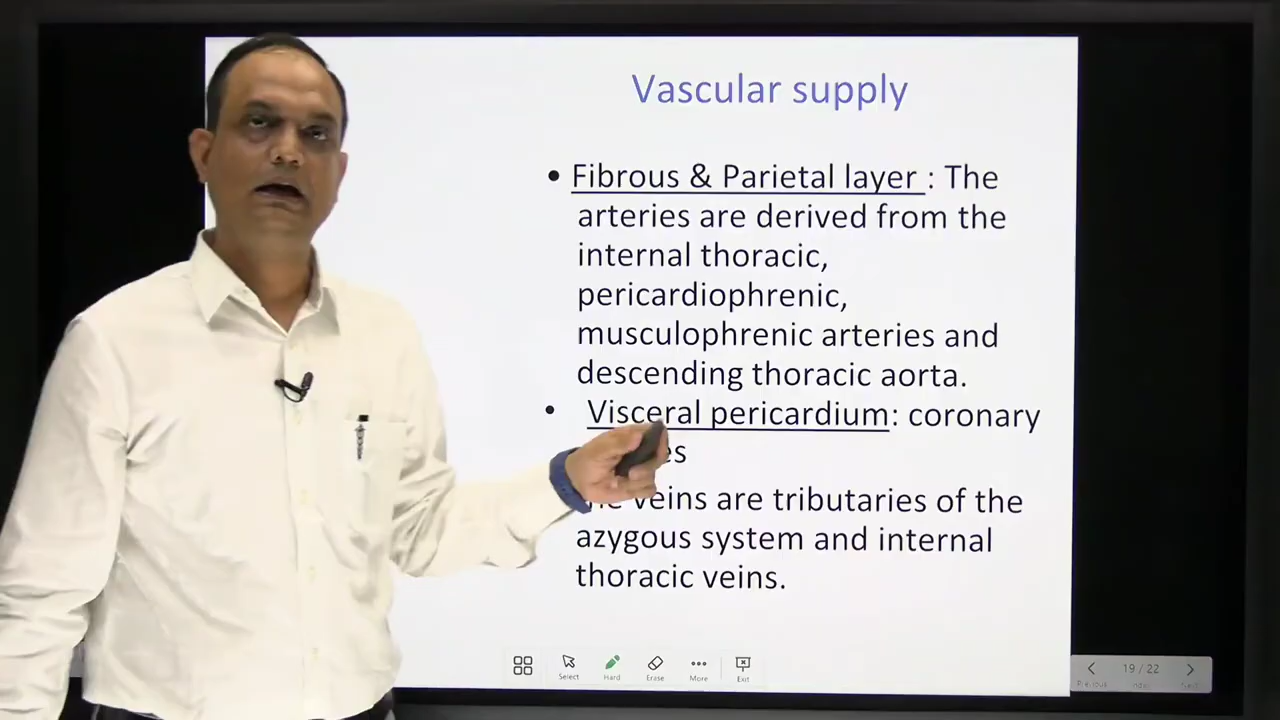 Vascular supply
• Fibrous & Parietal layer : The
arteries are derived from the
internal thoracic,
pericardiophrenic,
musculophrenic arteries and
descending thoracic aorta.
• Visceral pericardium: coronary
veins are tributaries of the
azygous system and internal
thoracic veins.
Select
Hard
Erase
More
Exit
19 / 22
Previous